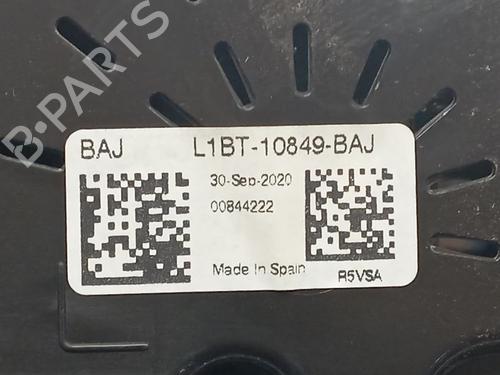 B-PARTS
BAJ L1BT-10849-BAJ
30-Sep-2020
00844222
Made In Spain R5VSA